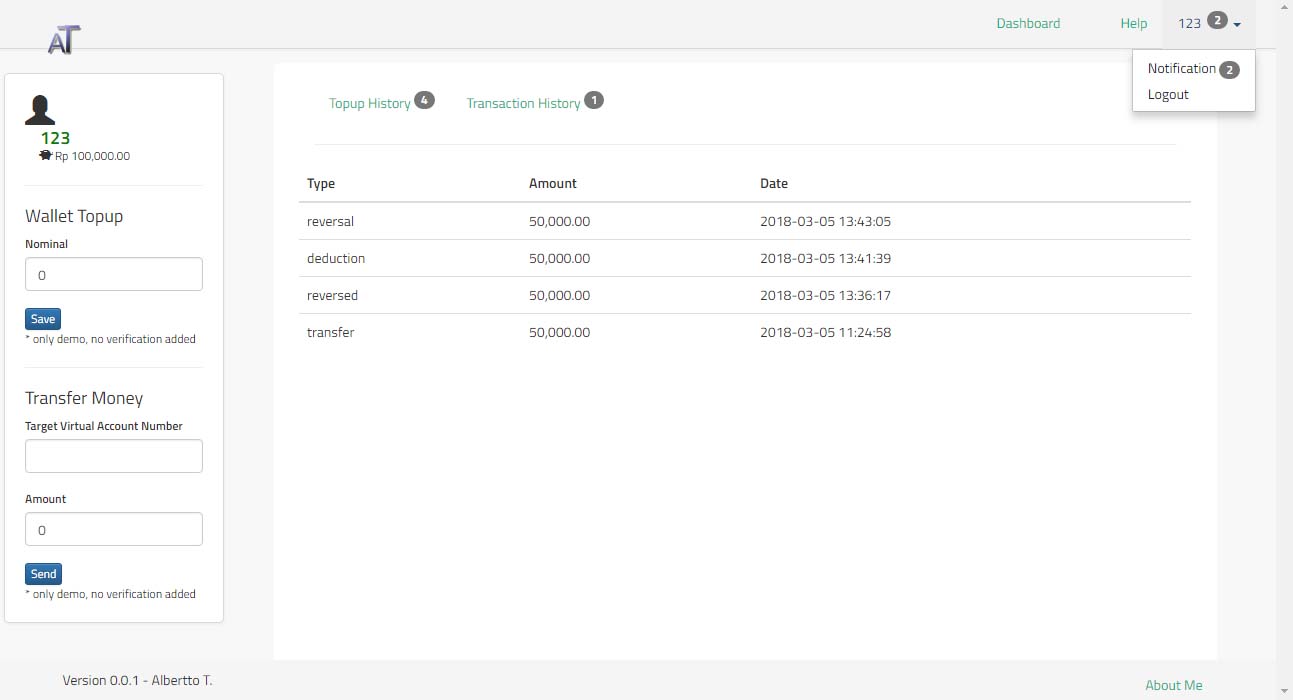 AT
Dashboard
Help
123 2
Notification 2
Logout
123
Rp 100,000.00
Wallet Topup
Nominal
0
Save
* only demo, no verification added
Transfer Money
Target Virtual Account Number
Amount
0
Send
* only demo, no verification added
Topup History 4
Transaction History 1
Type Amount Date
reversal 50,000.00 2018-03-05 13:43:05
deduction 50,000.00 2018-03-05 13:41:39
reversed 50,000.00 2018-03-05 13:36:17
transfer 50,000.00 2018-03-05 11:24:58
Version 0.0.1 - Albertto T.
About Me